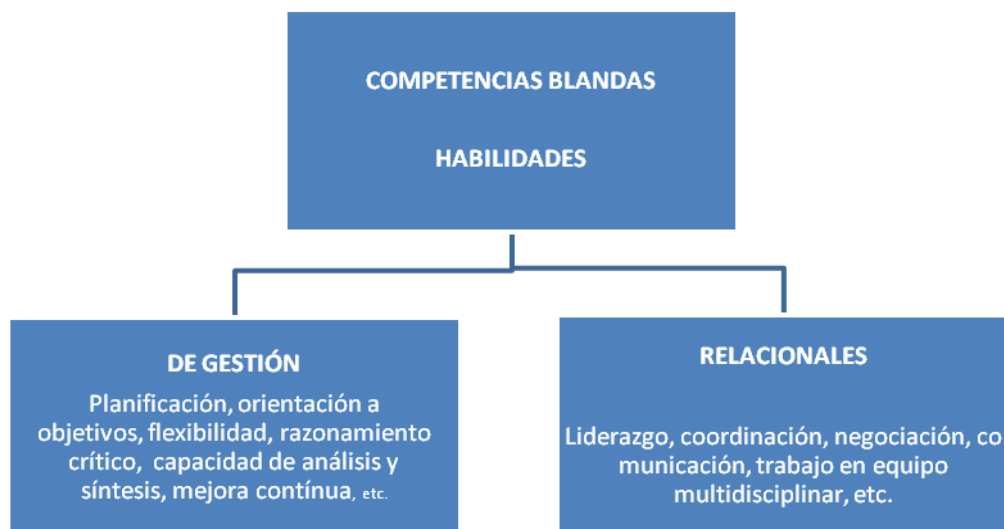 COMPETENCIAS BLANDAS
HABILIDADES
DE GESTIÓN
Planificación, orientación a
objetivos, flexibilidad, razonamiento
crítico, capacidad de análisis y
síntesis, mejora contínua, etc.
RELACIONALES
Liderazgo, coordinación, negociación, co
municación, trabajo en equipo
multidisciplinar, etc.